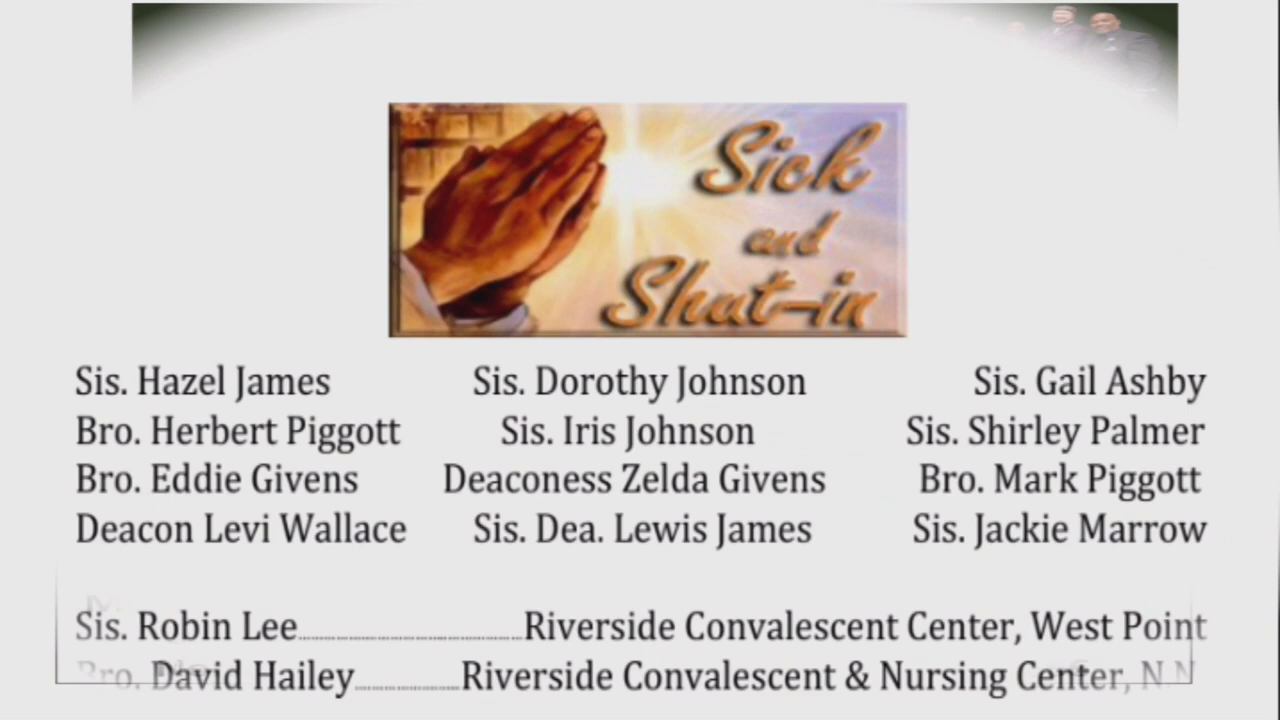 Sick
and
Shut-in
Sis. Hazel James Sis. Dorothy Johnson Sis. Gail Ashby
Bro. Herbert Piggott Sis. Iris Johnson Sis. Shirley Palmer
Bro. Eddie Givens Deaconess Zelda Givens Bro. Mark Piggott
Deacon Levi Wallace Sis. Dea. Lewis James Sis. Jackie Marrow
Sis. Robin Lee................Riverside Convalescent Center, West Point
Bro. David Hailey................Riverside Convalescent & Nursing Center, N.N